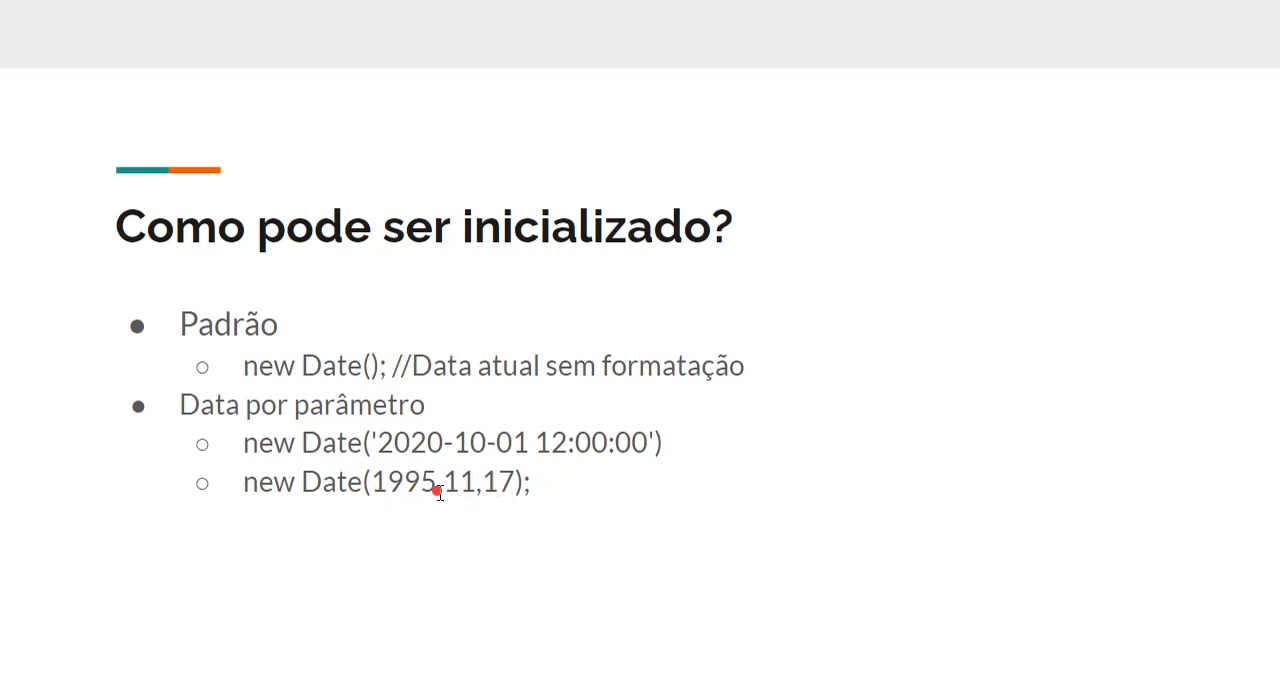 Como pode ser inicializado?
● Padrão
○ new Date(); //Data atual sem formatação
● Data por parâmetro
○ new Date('2020-10-01 12:00:00')
○ new Date(1995,11,17);